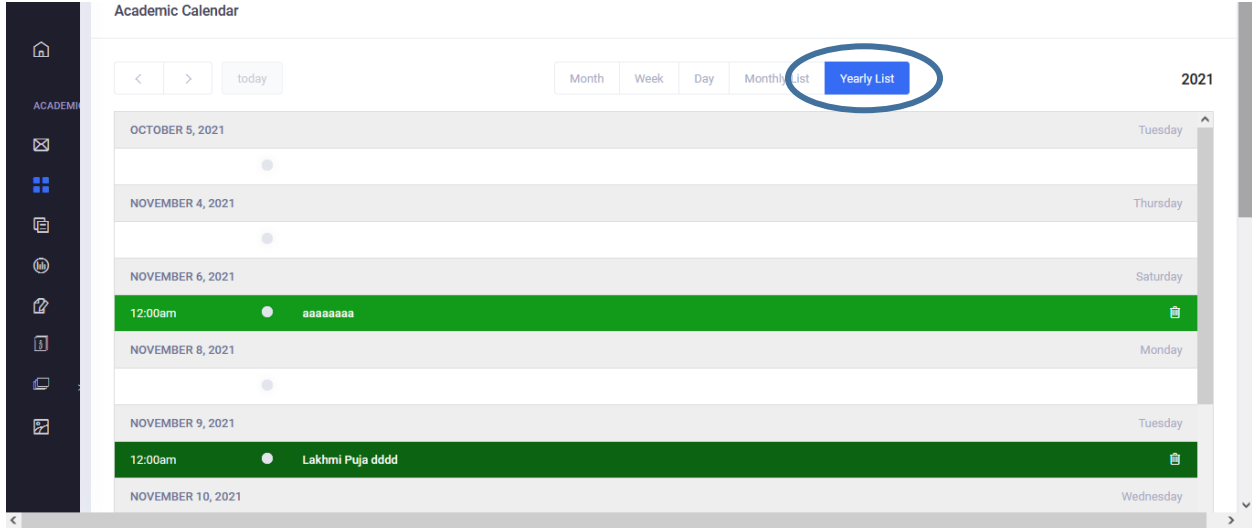 Academic Calendar
today
Month Week Day Monthly List Yearly List
2021
ACADEMI
OCTOBER 5, 2021 Tuesday
NOVEMBER 4, 2021 Thursday
NOVEMBER 6, 2021 Saturday
12:00am aaaaaaaa
NOVEMBER 8, 2021 Monday
NOVEMBER 9, 2021 Tuesday
12:00am Lakhmi Puja dddd
NOVEMBER 10, 2021 Wednesday